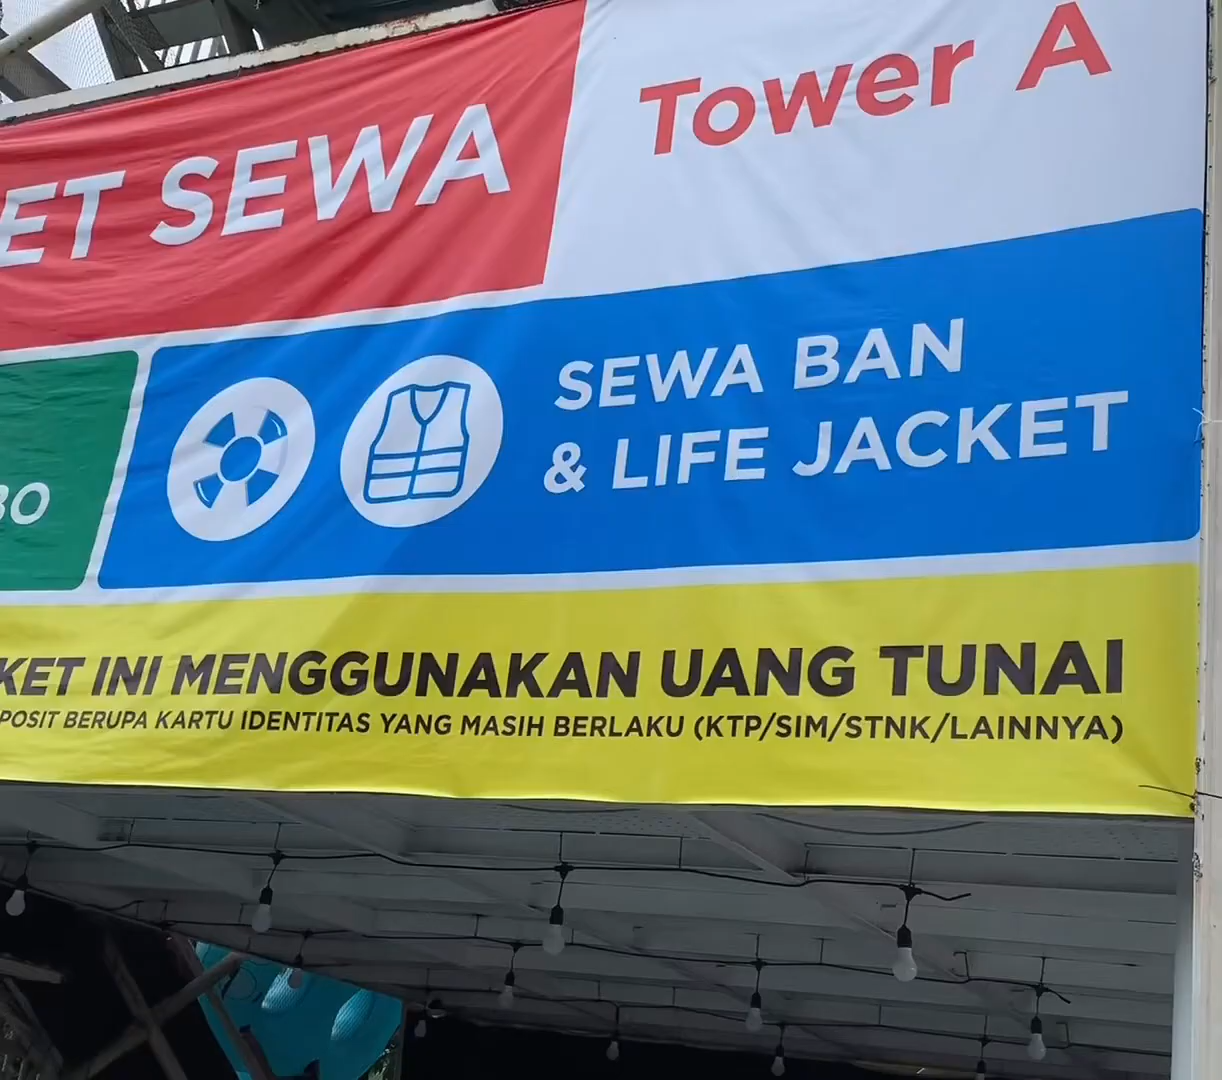 ET SEWA
Tower A
BO
SEWA BAN
& LIFE JACKET
KET INI MENGGUNAKAN UANG TUNAI
POSIT BERUPA KARTU IDENTITAS YANG MASIH BERLAKU (KTP/SIM/STNK/LAINNYA)